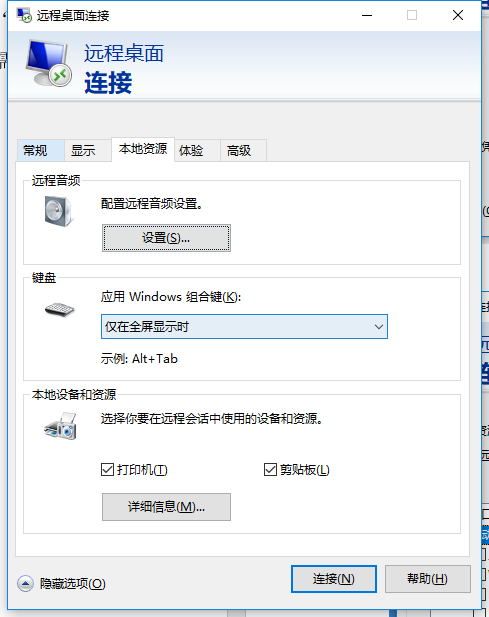 远程桌面连接
远程桌面
连接
常规 显示 本地资源 体验 高级
远程音频
配置远程音频设置。
设置(S)...
键盘
应用 Windows 组合键(K):
仅在全屏显示时
示例: Alt+Tab
本地设备和资源
选择你要在远程会话中使用的设备和资源。
打印机(T) 剪贴板(L)
详细信息(M)...
隐藏选项(O) 连接(N) 帮助(H)